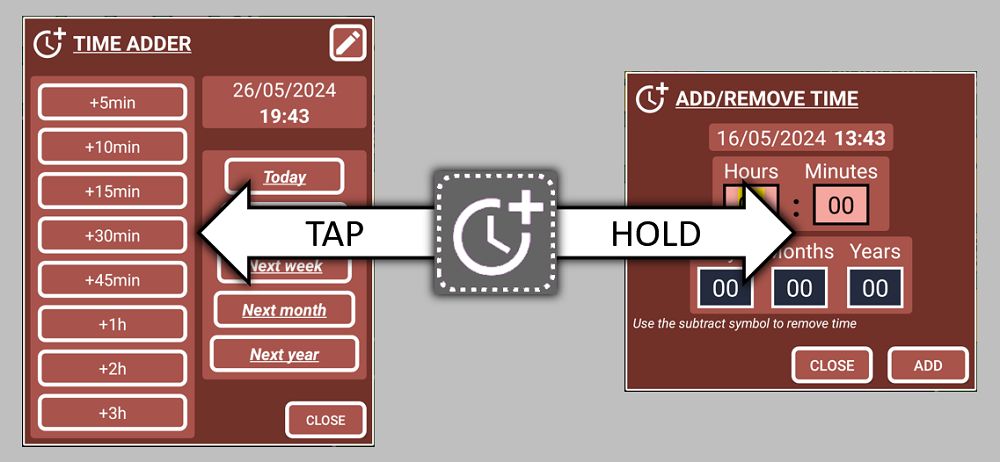 TIME ADDER
+5min
+10min
+15min
+30min
+45min
+1h
+2h
+3h
26/05/2024
19:43
Today
Next week
Next month
Next year
CLOSE
TAP
HOLD
ADD/REMOVE TIME
16/05/2024 13:43
Hours Minutes
: 00
Years
00 00 00
Use the subtract symbol to remove time
CLOSE ADD